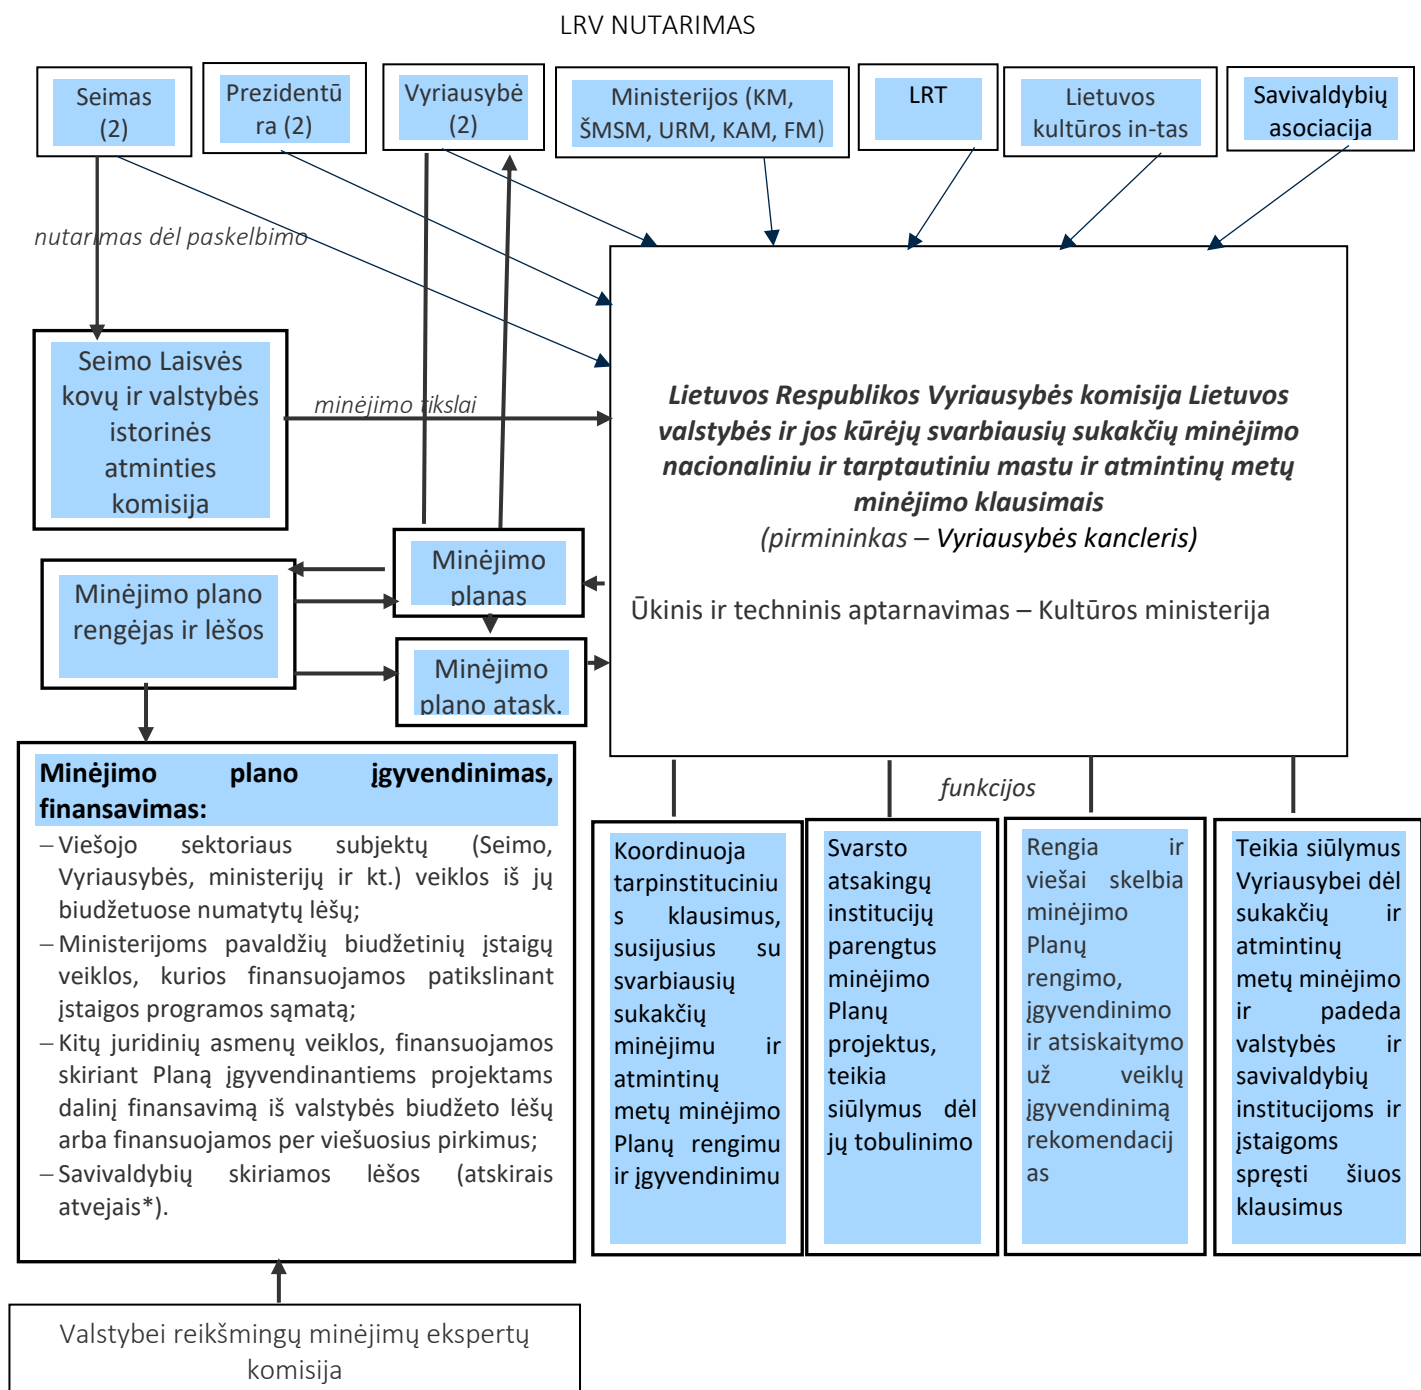 LRV NUTARIMAS
Seimas
(2)
Prezidentū
ra (2)
Vyriausybė
(2)
Ministerijos (KM,
ŠMSM, URM, KAM, FM)
LRT
Lietuvos
kultūros in-tas
Savivaldybių
asociacija
nutarimas dėl paskelbimo
Seimo Laisvės
kovų ir valstybės
istorinės
atminties
komisija
minėjimo tikslai
Lietuvos Respublikos Vyriausybės komisija Lietuvos
valstybės ir jos kūrėjų svarbiausių sukakčių minėjimo
nacionaliniu ir tarptautiniu mastu ir atmintinų metų
minėjimo klausimais
(pirmininkas – Vyriausybės kancleris)
Ūkinis ir techninis aptarnavimas – Kultūros ministerija
Minėjimo
planas
Minėjimo plano
rengėjas ir lėšos
Minėjimo
plano atask.
Minėjimo plano įgyvendinimas,
finansavimas:
– Viešojo sektoriaus subjektų (Seimo,
Vyriausybės, ministerijų ir kt.) veiklos iš jų
biudžetuose numatytų lėšų;
– Ministerijoms pavaldžių biudžetinių įstaigų
veiklos, kurios finansuojamos patikslinant
įstaigos programos sąmatą;
– Kitų juridinių asmenų veiklos, finansuojamos
skiriant Planą įgyvendinantiems projektams
dalinį finansavimą iš valstybės biudžeto lėšų
arba finansuojamos per viešuosius pirkimus;
– Savivaldybių skiriamos lėšos (atskirais
atvejais*).
funkcijos
Koordinuoja
tarpinstituciniu
s klausimus,
susijusius su
svarbiausių
sukakčių
minėjimu ir
atmintinų
metų minėjimo
Planų rengimu
ir įgyvendinimu
Svarsto
atsakingų
institucijų
parengtus
minėjimo
Planų
projektus,
teikia
siūlymus dėl
jų tobulinimo
Rengia ir
viešai skelbia
minėjimo
Planų
rengimo,
įgyvendinimo
ir atsiskaitymo
už veiklų
įgyvendinimą
rekomendacij
as
Teikia siūlymus
Vyriausybei dėl
sukakčių ir
atmintinų
metų minėjimo
ir padeda
valstybės ir
savivaldybių
institucijoms ir
įstaigoms
spręsti šiuos
klausimus
Valstybei reikšmingų minėjimų ekspertų
komisija